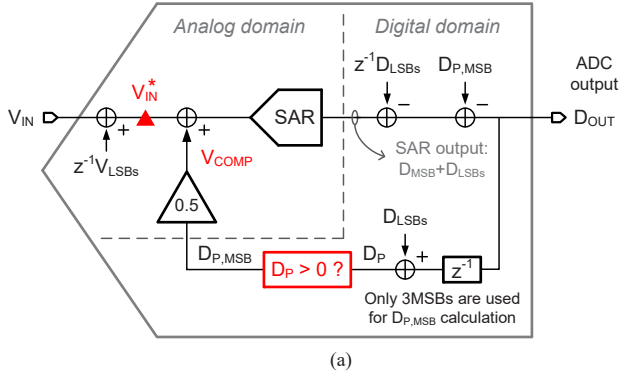 Analog domain
Digital domain
z⁻¹D_LSBs
D_P,MSB
ADC
output
V_IN
V_IN*
+
+
SAR
−
−
D_OUT
z⁻¹V_LSBs
V_COMP
SAR output:
D_MSB+D_LSBs
0.5
D_P,MSB
D_P > 0 ?
D_P
D_LSBs
+
z⁻¹
Only 3MSBs are used
for D_P,MSB calculation
(a)